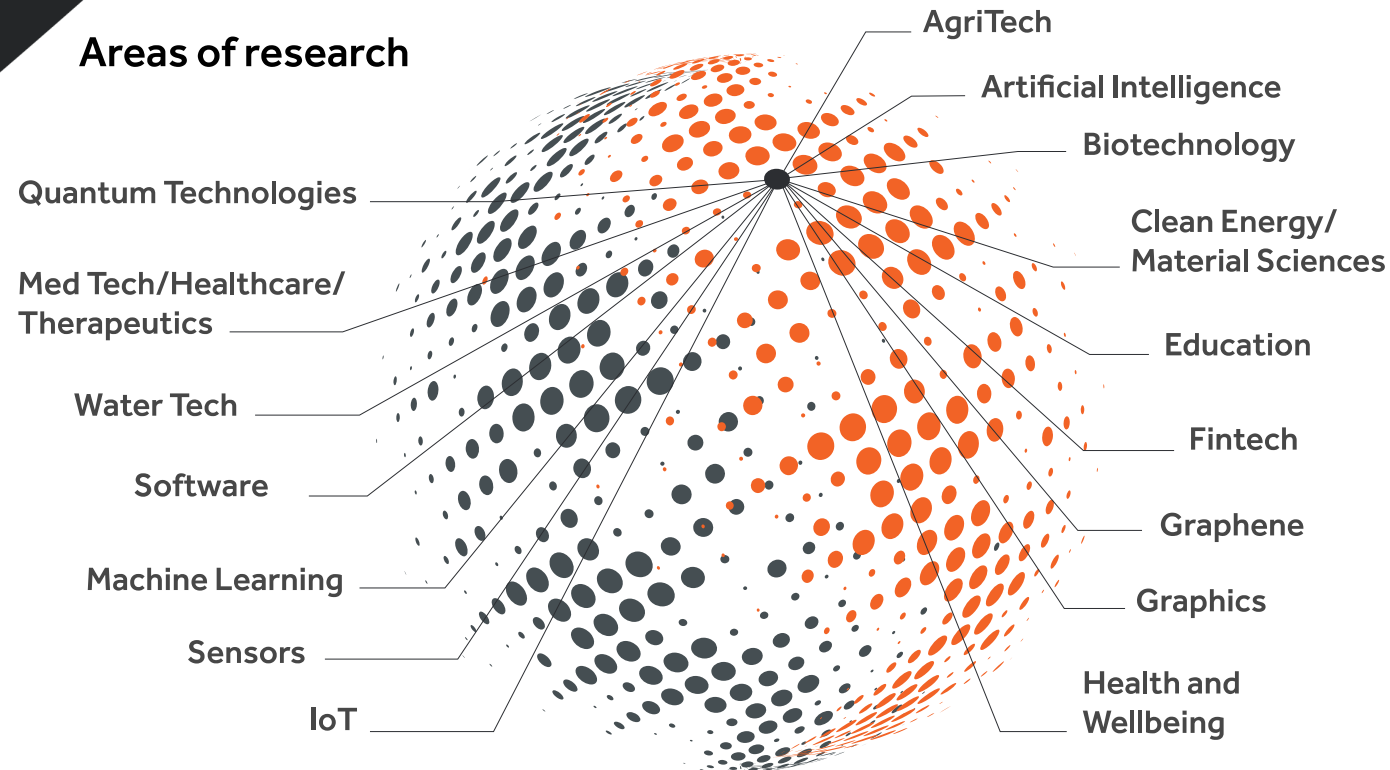 Areas of research
AgriTech
Artificial Intelligence
Biotechnology
Clean Energy/
Material Sciences
Education
Fintech
Graphene
Graphics
Health and
Wellbeing
Quantum Technologies
Med Tech/Healthcare/
Therapeutics
Water Tech
Software
Machine Learning
Sensors
IoT